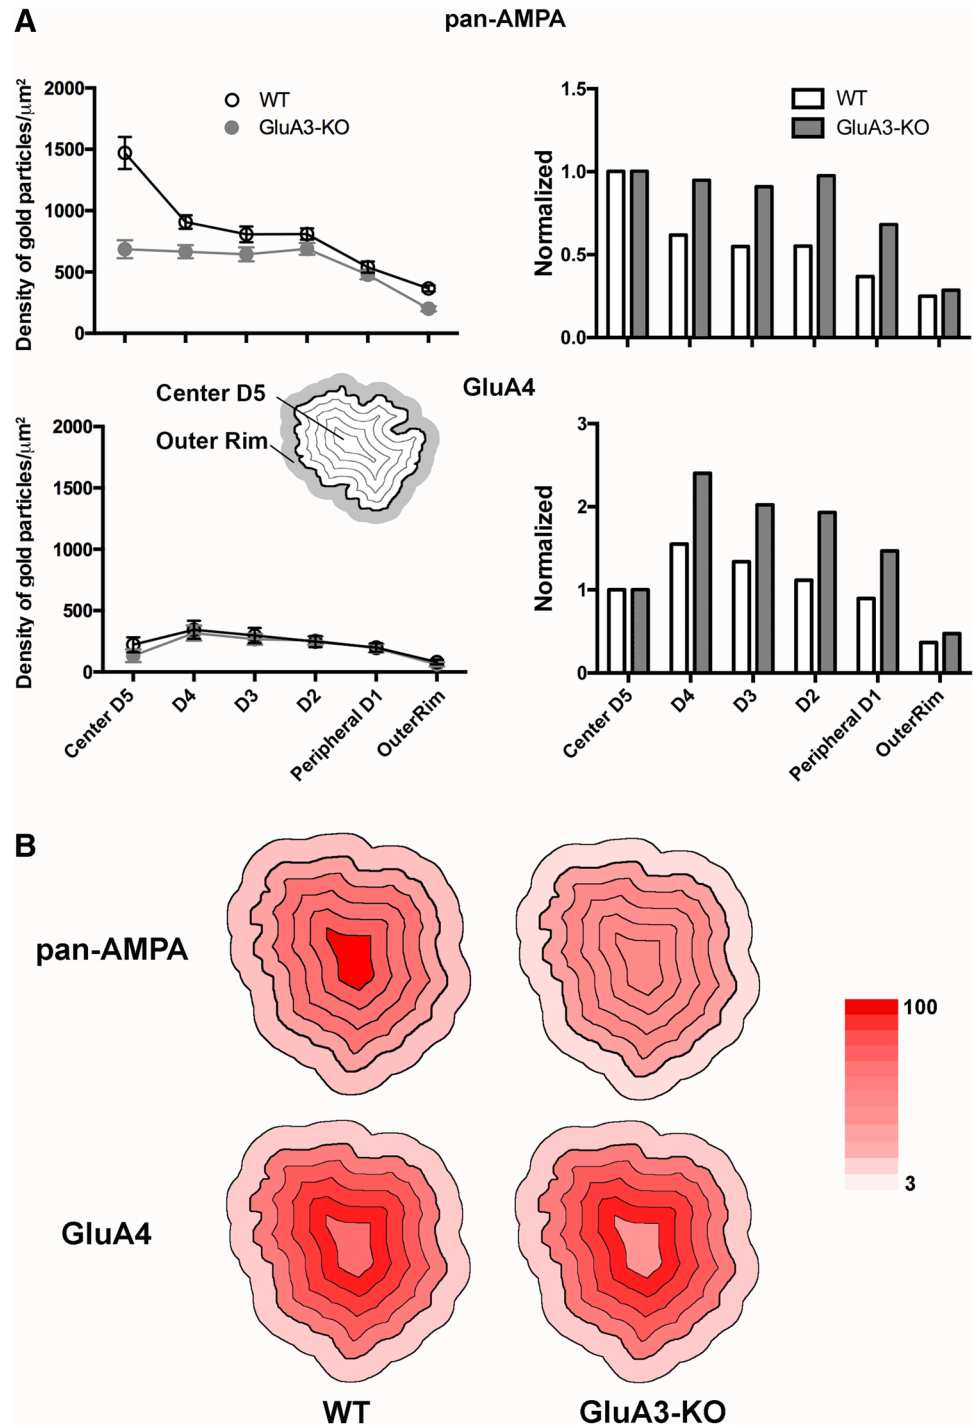 A
pan-AMPA
Density of gold particles/µm²
2000
1500
1000
500
0
WT
GluA3-KO
Normalized
1.5
1.0
0.5
0.0
WT
GluA3-KO
GluA4
Density of gold particles/µm²
2000
1500
1000
500
0
Center D5
Outer Rim
Center D5
D4
D3
D2
Peripheral D1
OuterRim
Normalized
3
2
1
0
Center D5
D4
D3
D2
Peripheral D1
OuterRim
B
pan-AMPA
GluA4
100
3
WT
GluA3-KO